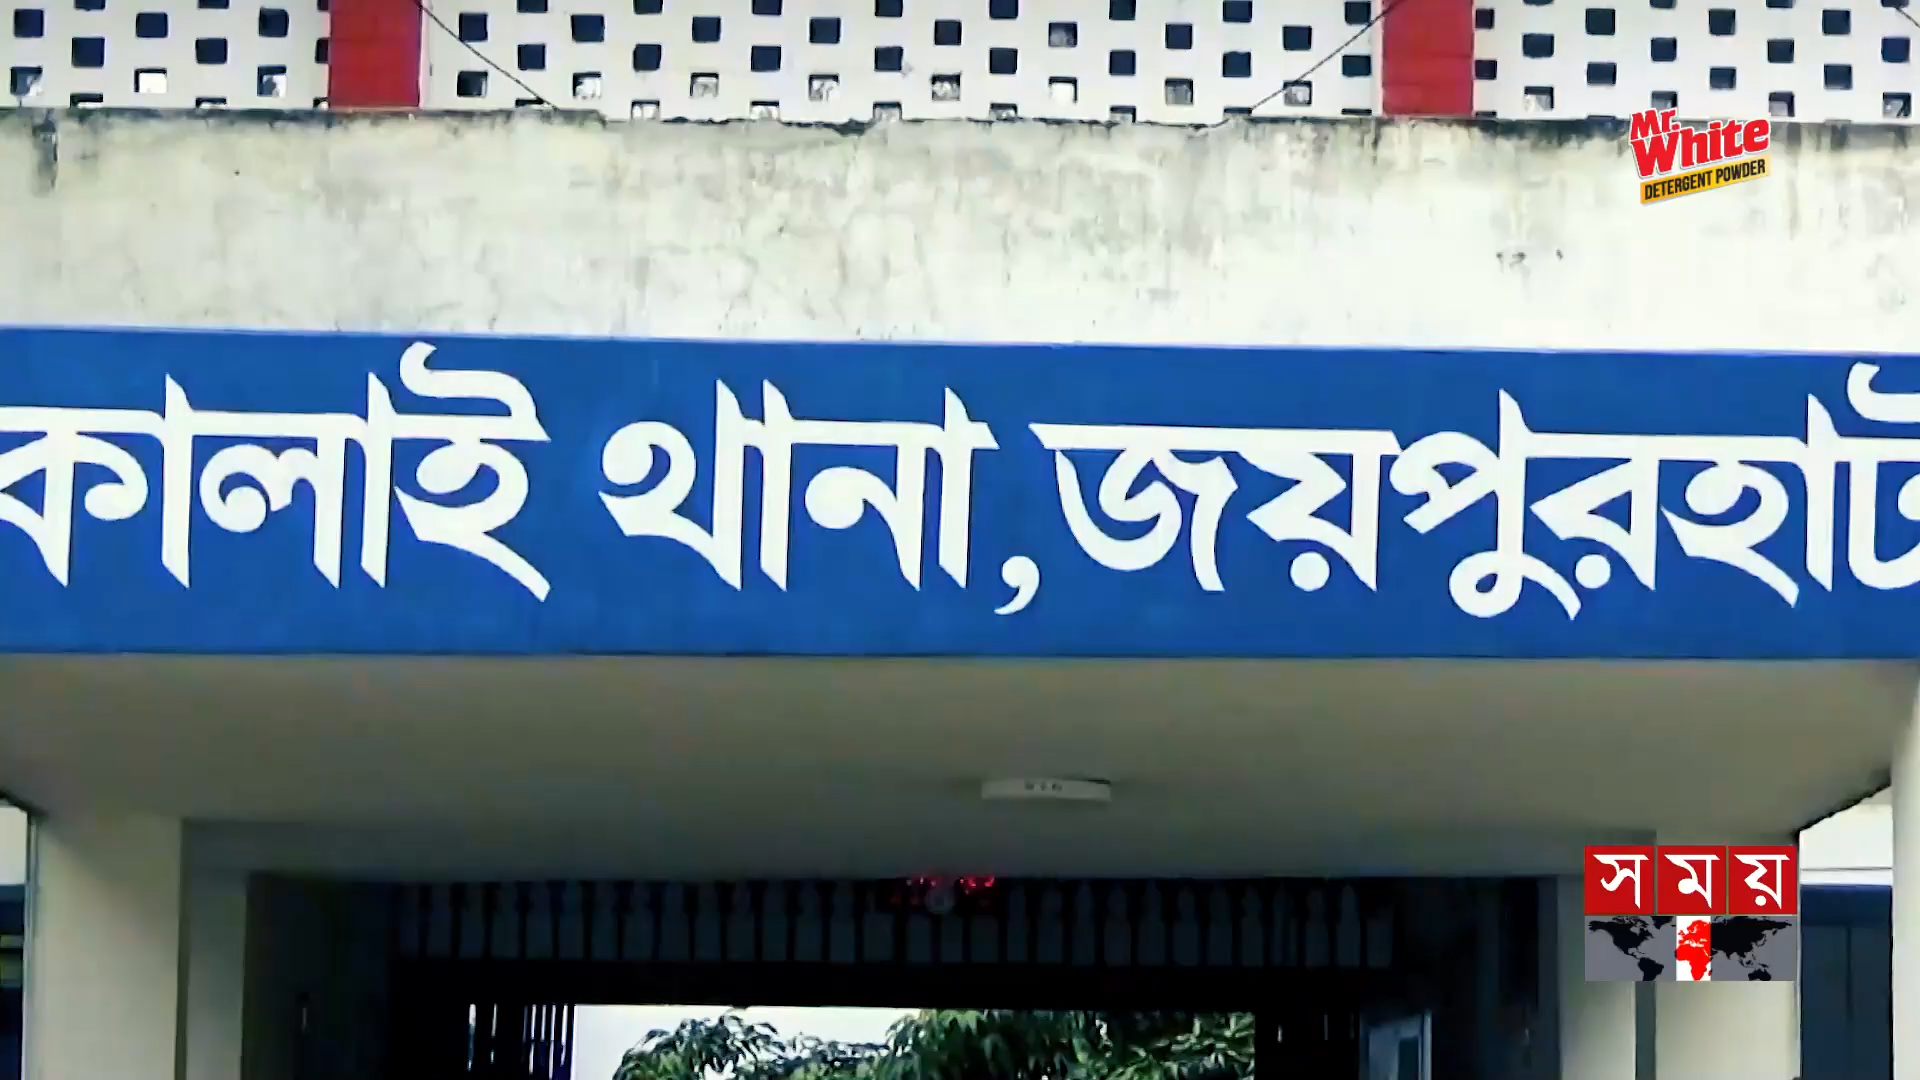 Mr.
White
DETERGENT POWDER
কালাই থানা, জয়পুরহাট
সময়